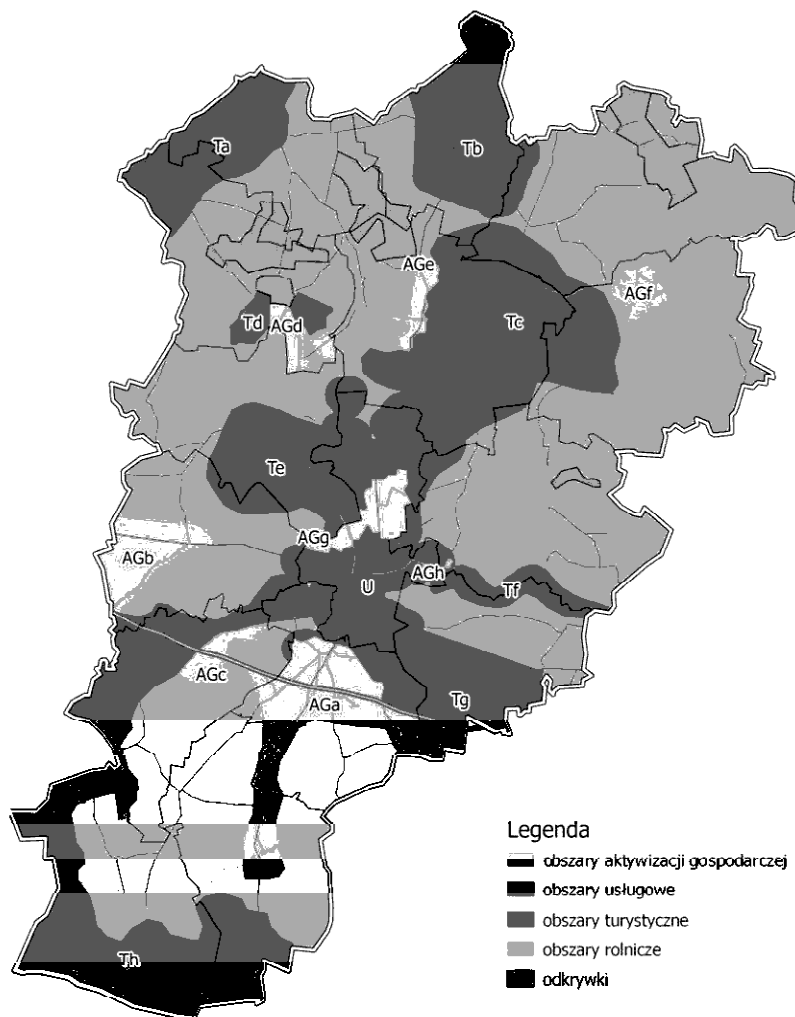 Ta
Tb
AGe
AGf
Td
AGd
Tc
Te
AGg
AGb
U
AGh
Tf
AGc
AGa
Tg
Th
Legenda
obszary aktywizacji gospodarczej
obszary usługowe
obszary turystyczne
obszary rolnicze
odkrywki